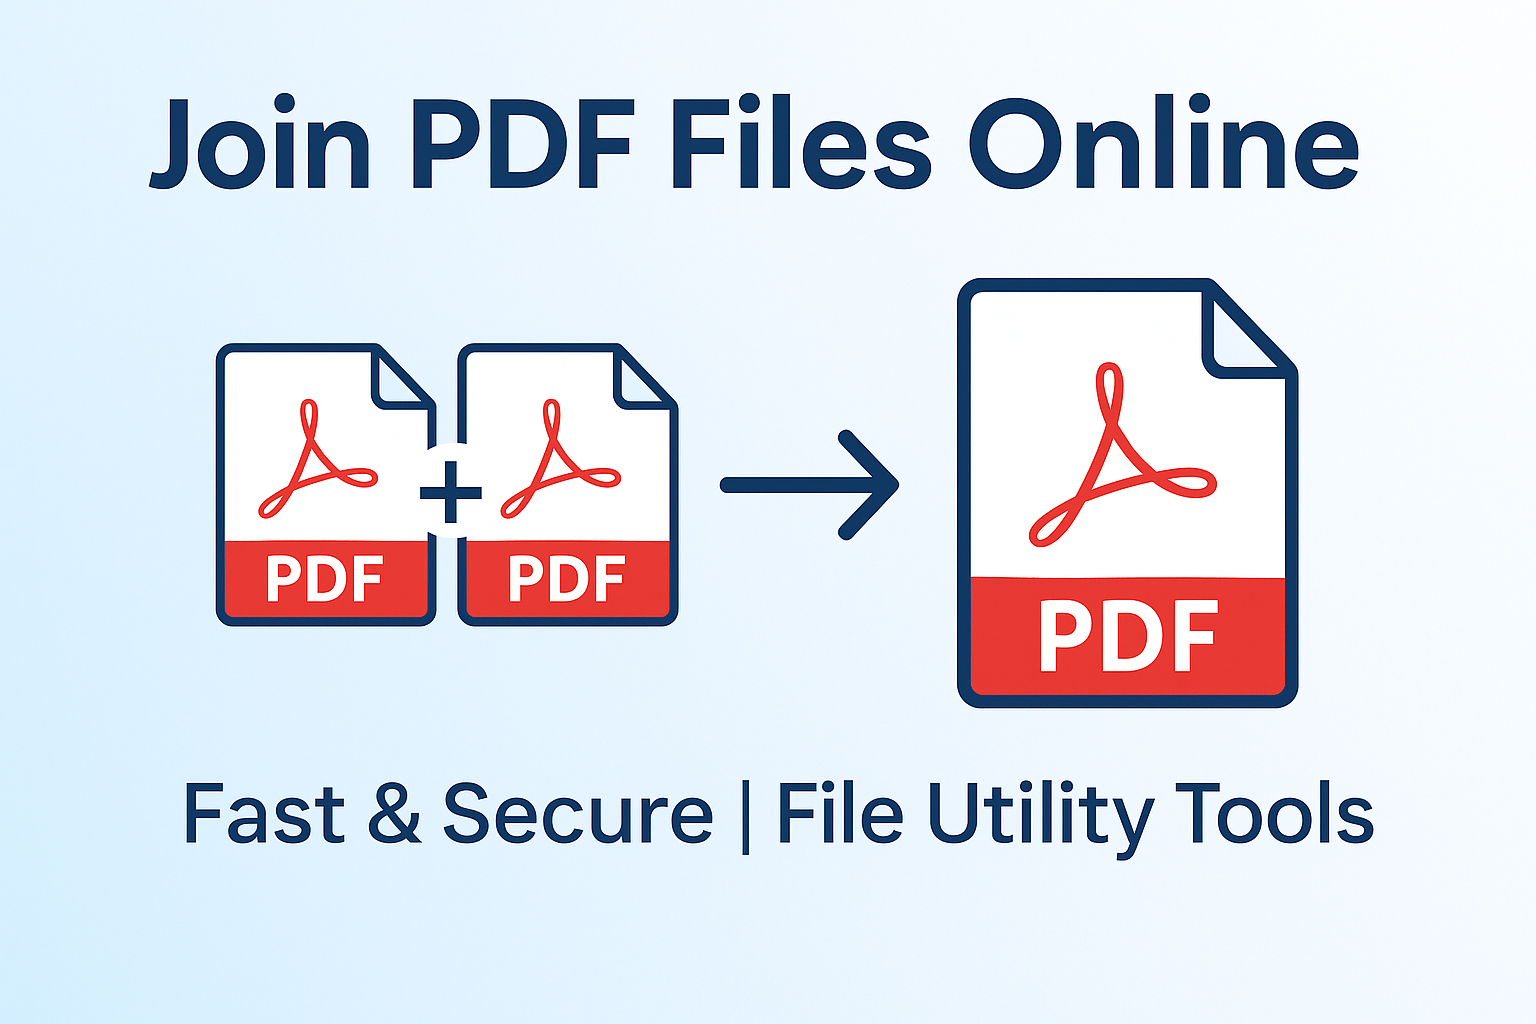 Join PDF Files Online
+
PDF
PDF
PDF
Fast & Secure | File Utility Tools